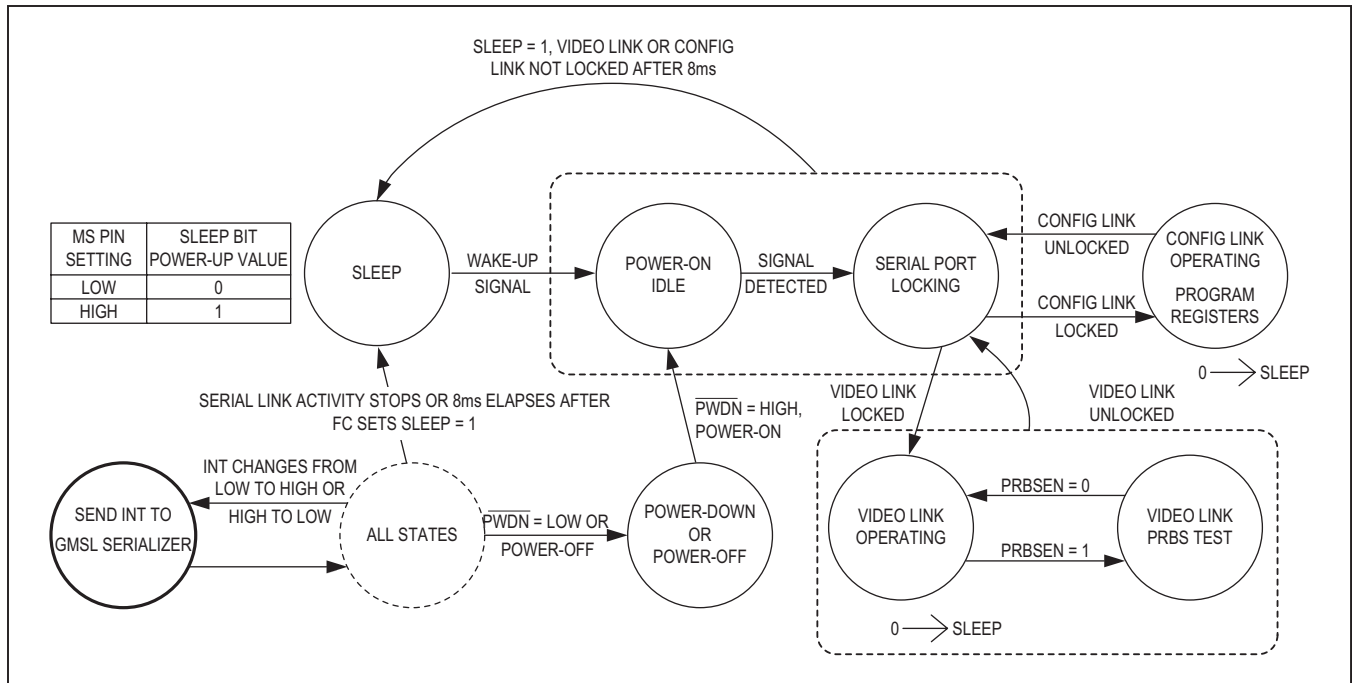 SLEEP = 1, VIDEO LINK OR CONFIG
LINK NOT LOCKED AFTER 8ms
MS PIN
SETTING
SLEEP BIT
POWER-UP VALUE
LOW
0
HIGH
1
SLEEP
WAKE-UP
SIGNAL
POWER-ON
IDLE
SIGNAL
DETECTED
SERIAL PORT
LOCKING
CONFIG LINK
UNLOCKED
CONFIG LINK
LOCKED
CONFIG LINK
OPERATING
PROGRAM
REGISTERS
0 → SLEEP
SERIAL LINK ACTIVITY STOPS OR 8ms ELAPSES AFTER
FC SETS SLEEP = 1
PWDN = HIGH,
POWER-ON
VIDEO LINK
LOCKED
VIDEO LINK
UNLOCKED
INT CHANGES FROM
LOW TO HIGH OR
HIGH TO LOW
SEND INT TO
GMSL SERIALIZER
ALL STATES
PWDN = LOW OR
POWER-OFF
POWER-DOWN
OR
POWER-OFF
VIDEO LINK
OPERATING
PRBSEN = 0
PRBSEN = 1
VIDEO LINK
PRBS TEST
0 → SLEEP